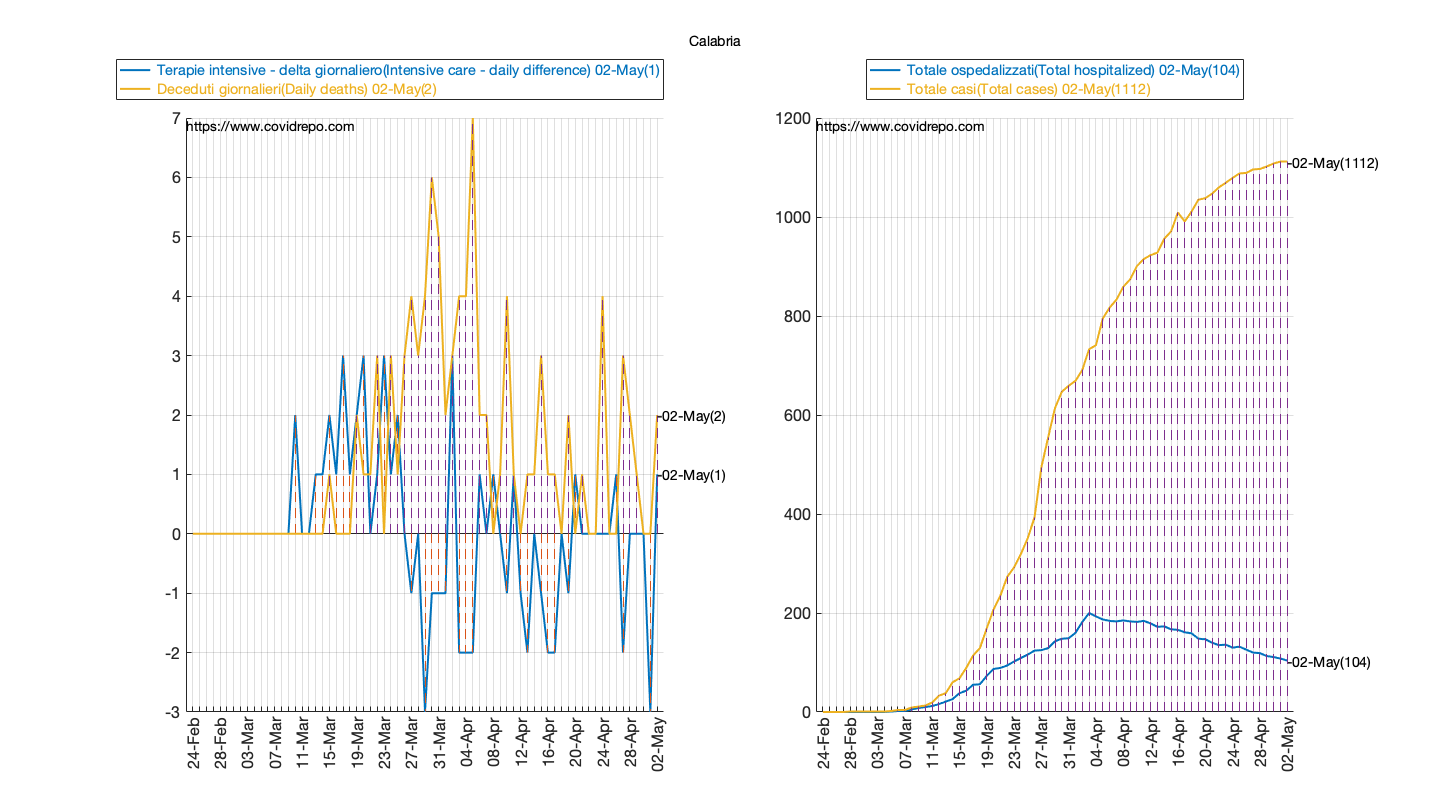 Calabria
Terapie intensive - delta giornaliero(Intensive care - daily difference) 02-May(1)
Deceduti giornalieri(Daily deaths) 02-May(2)
https://www.covidrepo.com
7
6
5
4
3
2
1
0
-1
-2
-3
02-May(2)
02-May(1)
24-Feb
28-Feb
03-Mar
07-Mar
11-Mar
15-Mar
19-Mar
23-Mar
27-Mar
31-Mar
04-Apr
08-Apr
12-Apr
16-Apr
20-Apr
24-Apr
28-Apr
02-May
Totale ospedalizzati(Total hospitalized) 02-May(104)
Totale casi(Total cases) 02-May(1112)
https://www.covidrepo.com
1200
1000
800
600
400
200
0
02-May(1112)
02-May(104)
24-Feb
28-Feb
03-Mar
07-Mar
11-Mar
15-Mar
19-Mar
23-Mar
27-Mar
31-Mar
04-Apr
08-Apr
12-Apr
16-Apr
20-Apr
24-Apr
28-Apr
02-May